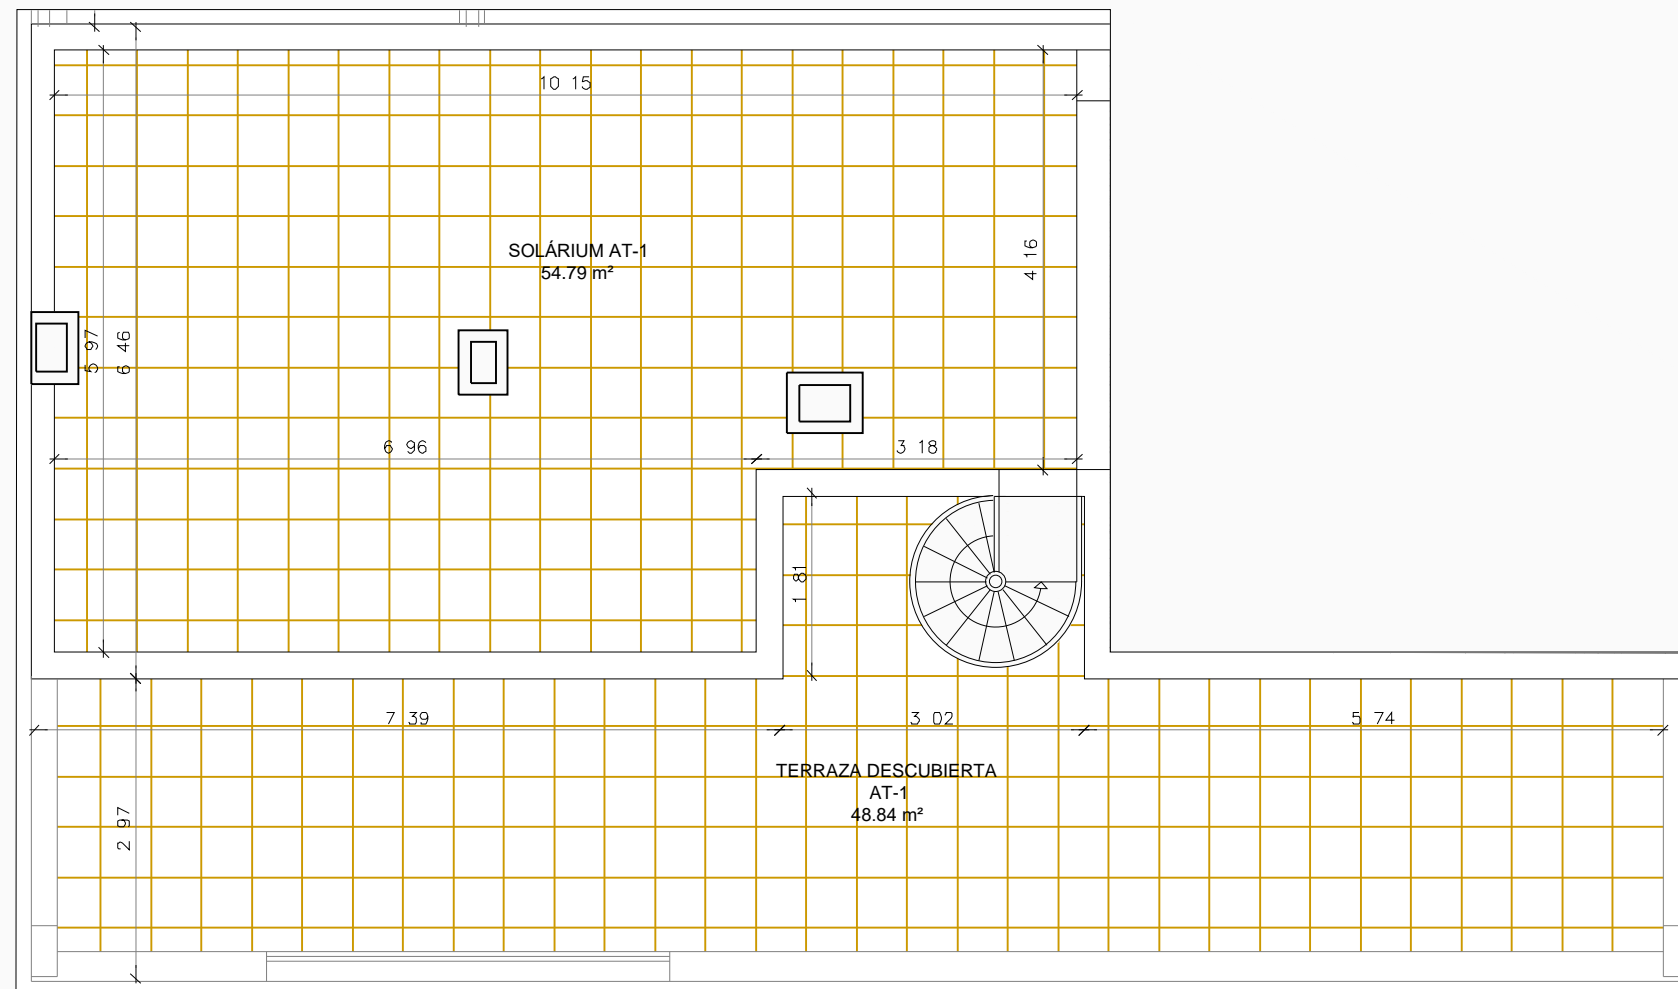 10 15
SOLÁRIUM AT-1
54.79 m²
4 16
5 97
6 46
6 96
3 18
1 81
7 39
3 02
5 74
TERRAZA DESCUBIERTA
AT-1
48.84 m²
2 97